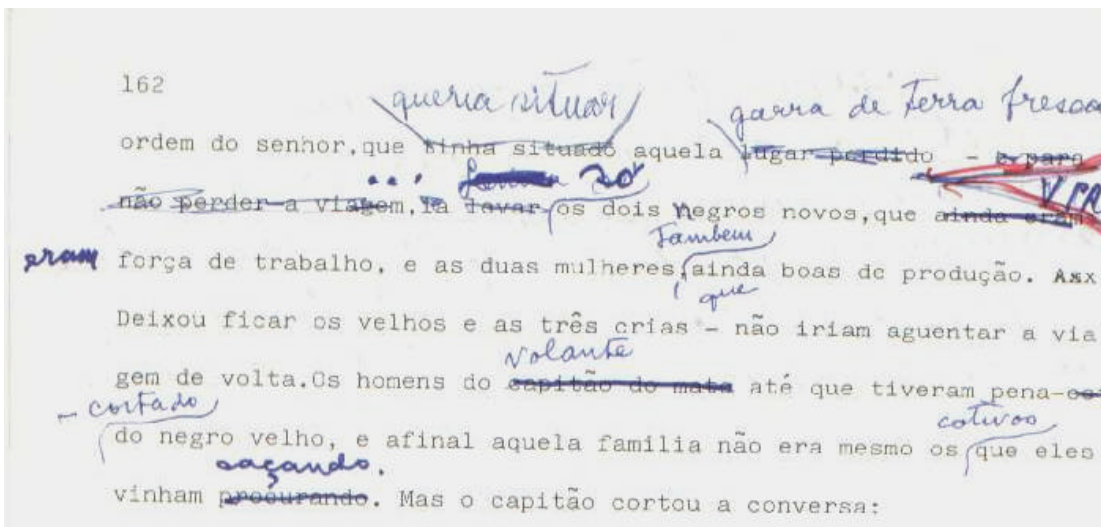 162
queria situar garra de terra fresca
ordem do senhor,que tinha situado aquela lugar perdido - e para
não perder a viagem,ia levar os dois negros novos,que ainda eram
Também
eram força de trabalho, e as duas mulheres, ainda boas de produção. Asx
que
Deixou ficar os velhos e as três crias - não iriam aguentar a via
volante
gem de volta.Os homens do capitão do mato até que tiveram pena-
- cortado cativos
do negro velho, e afinal aquela familia não era mesmo os que eles
caçando.
vinham procurando. Mas o capitão cortou a conversa: